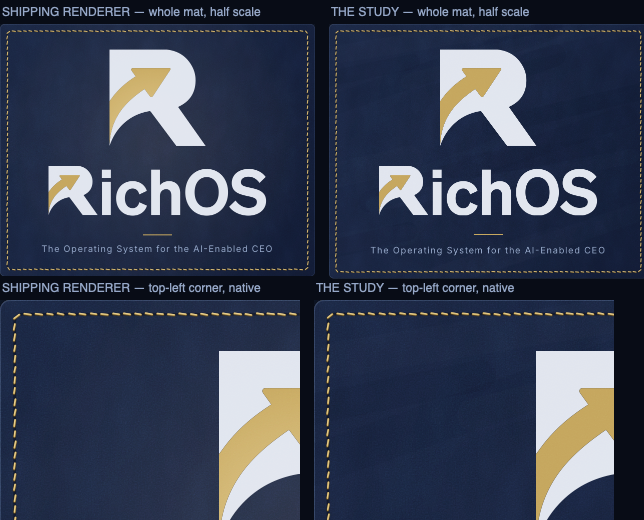 SHIPPING RENDERER — whole mat, half scale
THE STUDY — whole mat, half scale
RichOS
The Operating System for the AI-Enabled CEO
RichOS
The Operating System for the AI-Enabled CEO
SHIPPING RENDERER — top-left corner, native
THE STUDY — top-left corner, native